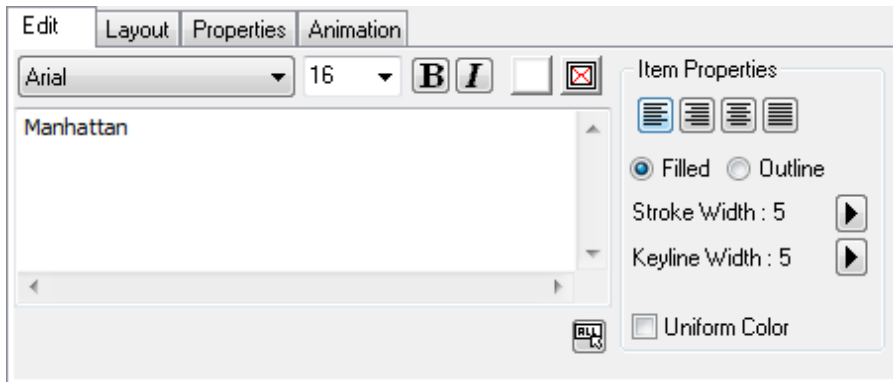 Edit Layout Properties Animation
Arial 16 B I
Item Properties
Manhattan
Filled Outline
Stroke Width : 5
Keyline Width : 5
ALL
Uniform Color